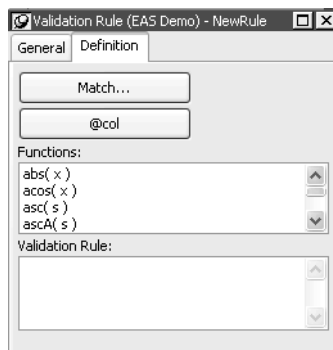 Validation Rule (EAS Demo) - NewRule
General Definition
Match...
@col
Functions:
abs( x )
acos( x )
asc( s )
ascA( s )
Validation Rule: